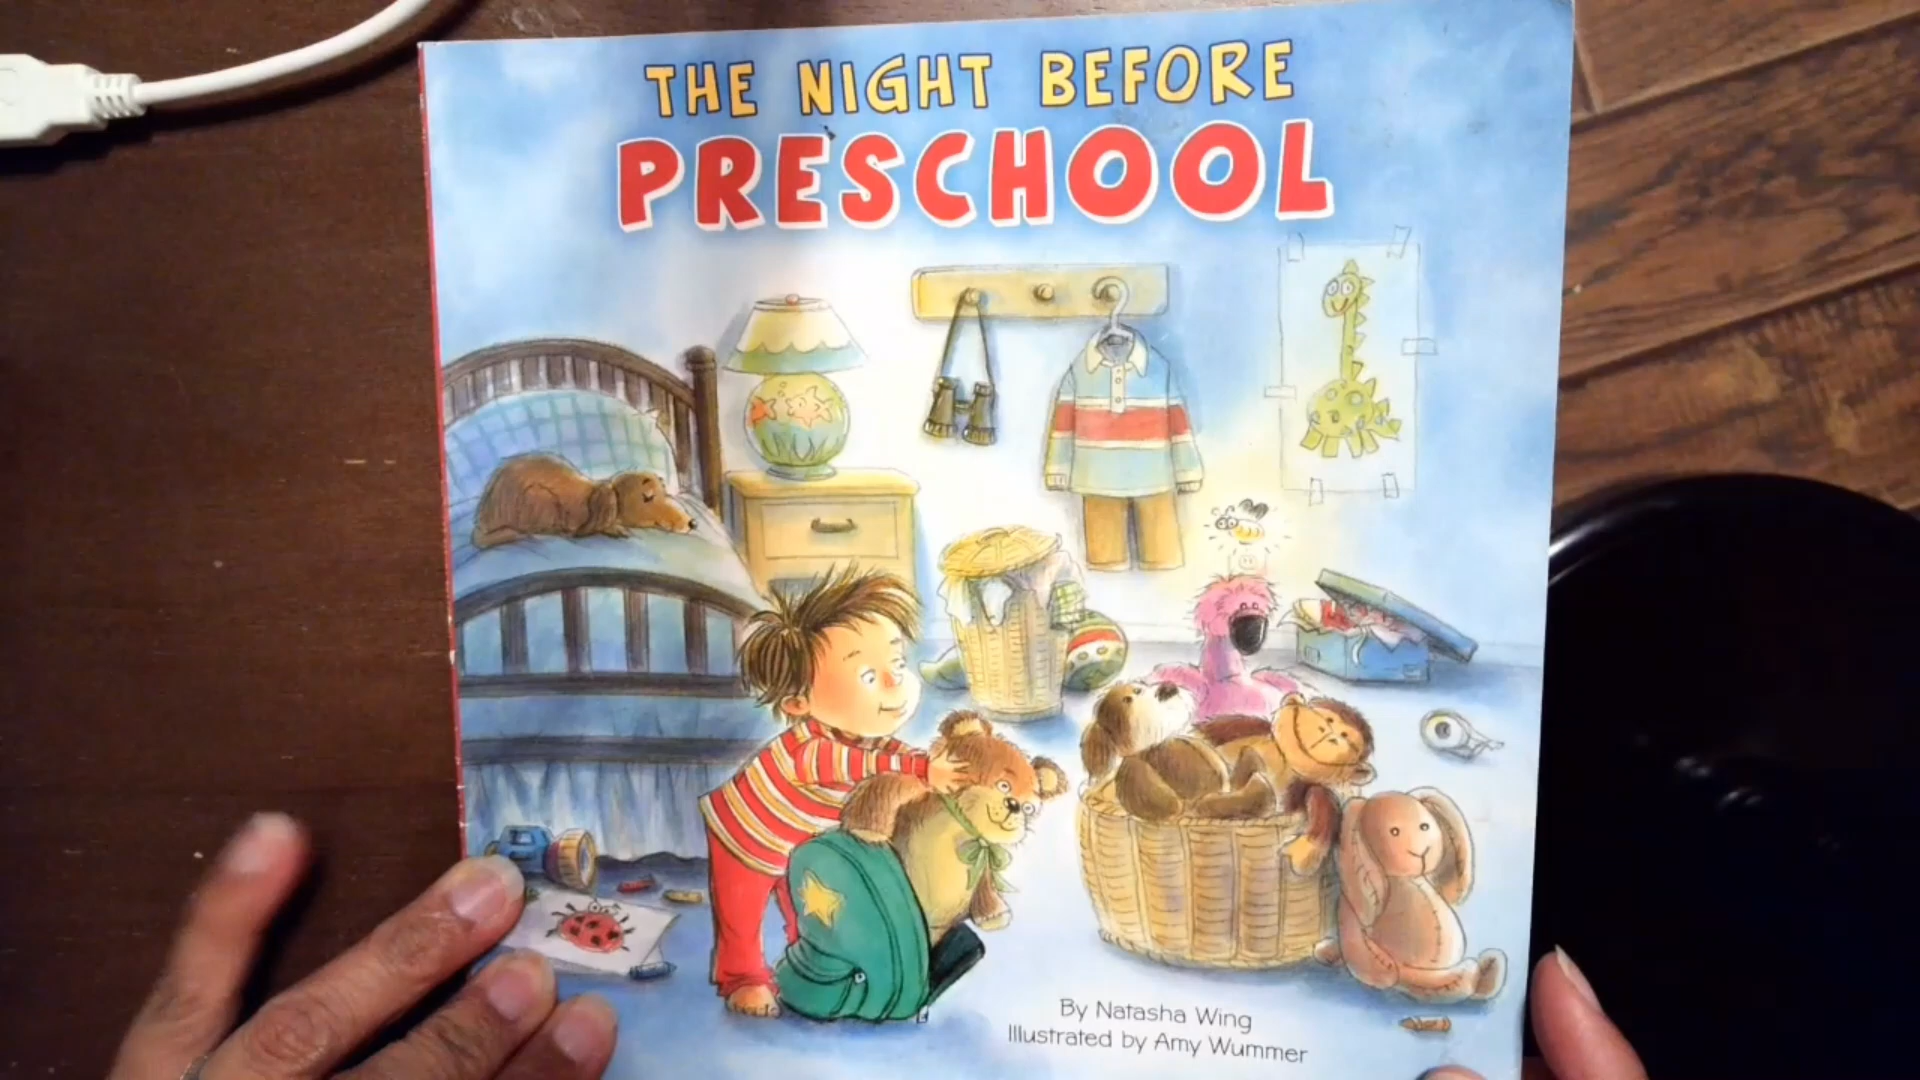 THE NIGHT BEFORE
PRESCHOOL
By Natasha Wing
Illustrated by Amy Wummer